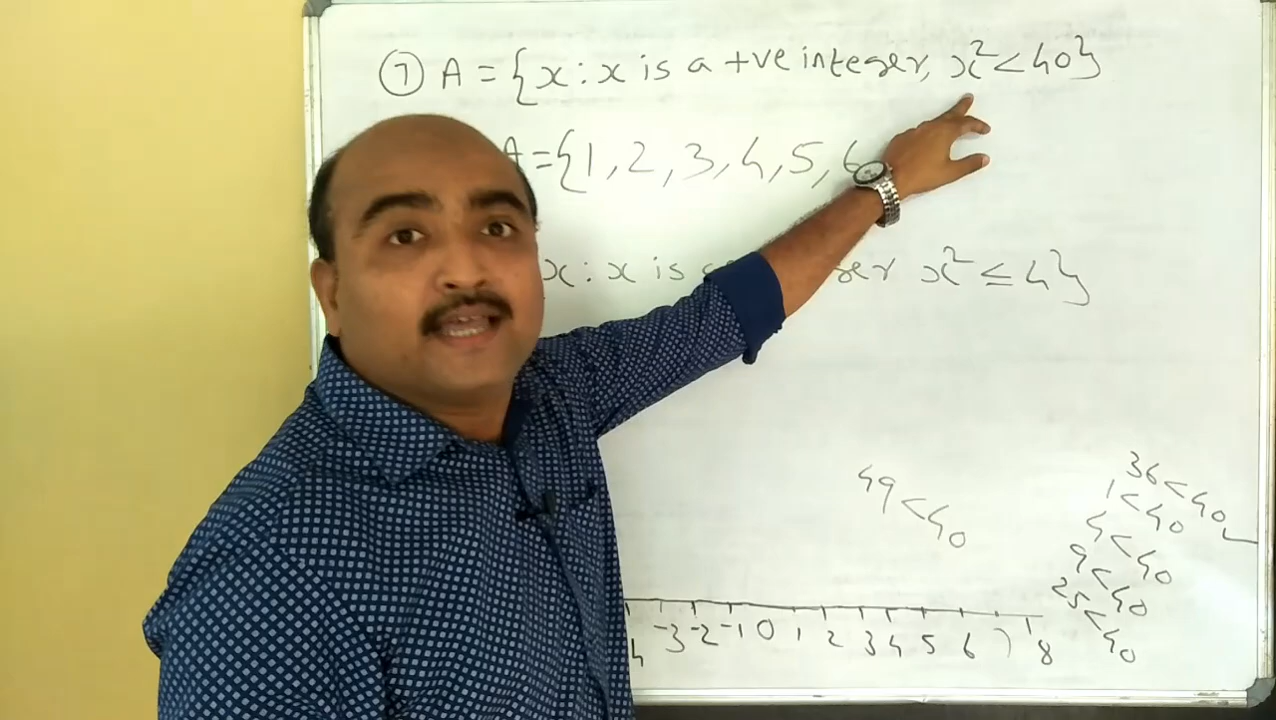 ⑦ A = {x : x is a +ve integer, x² < 40}
A = {1, 2, 3, 4, 5, 6
x : x is x² ≤ 4}
49 < 40
36 < 40
1 < 40
4 < 40
9 < 40
25 < 40
-3 -2 -1 0 1 2 3 4 5 6 7 8